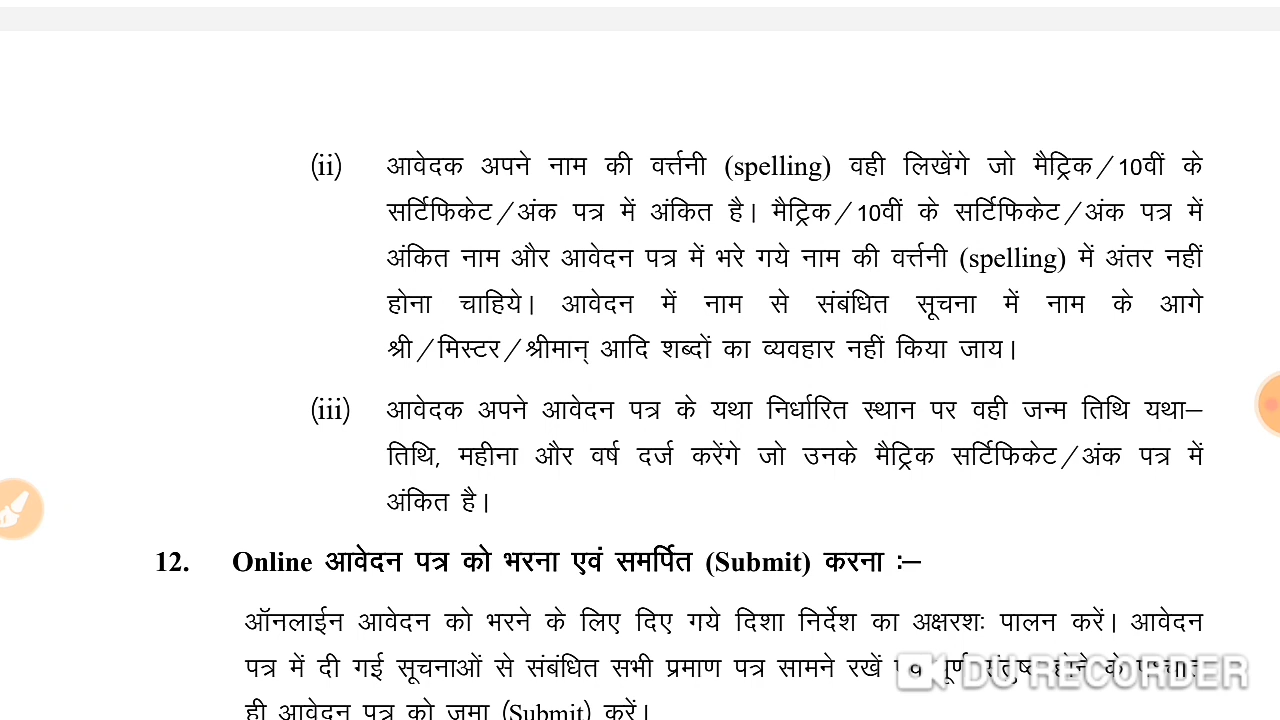 (ii) आवेदक अपने नाम की वर्त्तनी (spelling) वही लिखेंगे जो मैट्रिक/10वीं के
सर्टिफिकेट/अंक पत्र में अंकित है। मैट्रिक/10वीं के सर्टिफिकेट/अंक पत्र में
अंकित नाम और आवेदन पत्र में भरे गये नाम की वर्त्तनी (spelling) में अंतर नहीं
होना चाहिये। आवेदन में नाम से संबंधित सूचना में नाम के आगे
श्री/मिस्टर/श्रीमान् आदि शब्दों का व्यवहार नहीं किया जाय।
(iii) आवेदक अपने आवेदन पत्र के यथा निर्धारित स्थान पर वही जन्म तिथि यथा–
तिथि, महीना और वर्ष दर्ज करेंगे जो उनके मैट्रिक सर्टिफिकेट/अंक पत्र में
अंकित है।
12. Online आवेदन पत्र को भरना एवं समर्पित (Submit) करना :–
ऑनलाईन आवेदन को भरने के लिए दिए गये दिशा निर्देश का अक्षरशः पालन करें। आवेदन
पत्र में दी गई सूचनाओं से संबंधित सभी प्रमाण पत्र सामने रखें एवं पूर्ण संतुष्ट होने के पश्चात
ही आवेदन पत्र को जमा (Submit) करें।
DU RECORDER